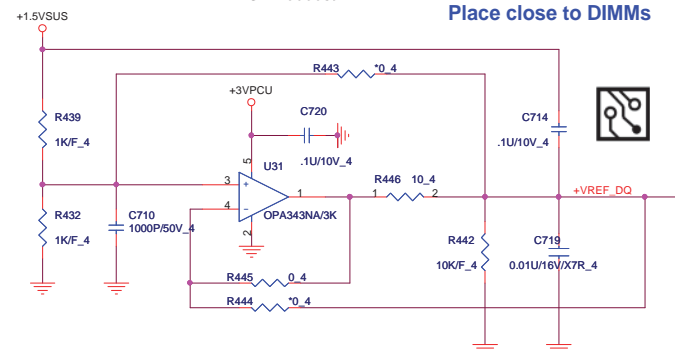 Place close to DIMMs
+1.5VSUS
R443
*0_4
+3VPCU
R439
1K/F_4
C720
.1U/10V_4
C714
.1U/10V_4
5
U31
3
+
1
4
-
OPA343NA/3K
2
R446
10_4
1
2
+VREF_DQ
R432
1K/F_4
C710
1000P/50V_4
R442
10K/F_4
C719
0.01U/16V/X7R_4
R445
0_4
R444
*0_4